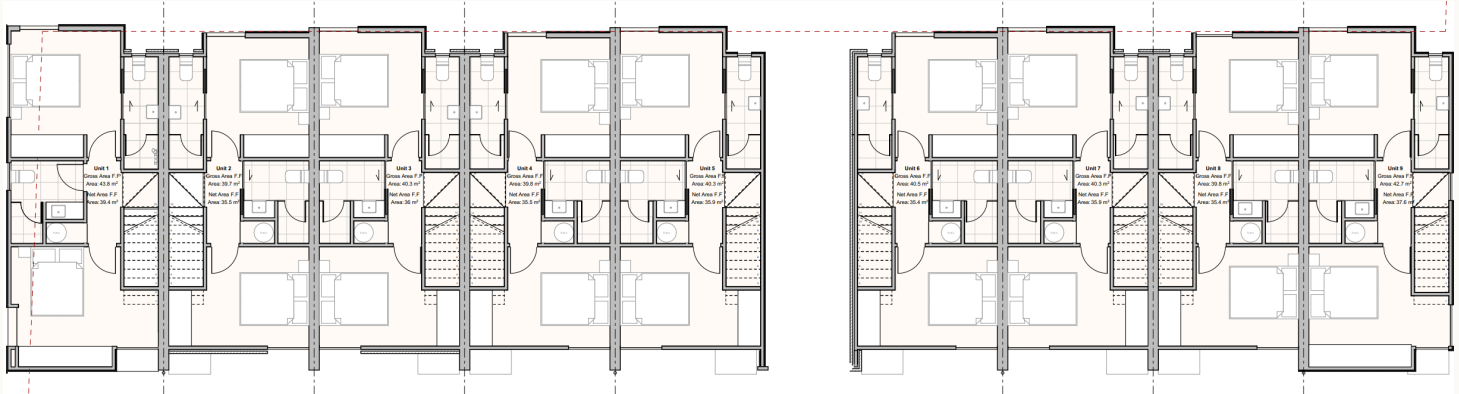 Unit 1
Gross Area F.F
Area: 43.8 m²
Net Area F.F
Area: 39.4 m²
Unit 2
Gross Area F.F
Area: 39.7 m²
Net Area F.F
Area: 35.5 m²
Unit 3
Gross Area F.F
Area: 40.3 m²
Net Area F.F
Area: 36 m²
Unit 4
Gross Area F.F
Area: 39.8 m²
Net Area F.F
Area: 35.5 m²
Unit 5
Gross Area F.F
Area: 40.3 m²
Net Area F.F
Area: 35.9 m²
Unit 6
Gross Area F.F
Area: 40.5 m²
Net Area F.F
Area: 35.4 m²
Unit 7
Gross Area F.F
Area: 40.3 m²
Net Area F.F
Area: 35.9 m²
Unit 8
Gross Area F.F
Area: 39.8 m²
Net Area F.F
Area: 35.4 m²
Unit 9
Gross Area F.F
Area: 42.7 m²
Net Area F.F
Area: 37.6 m²